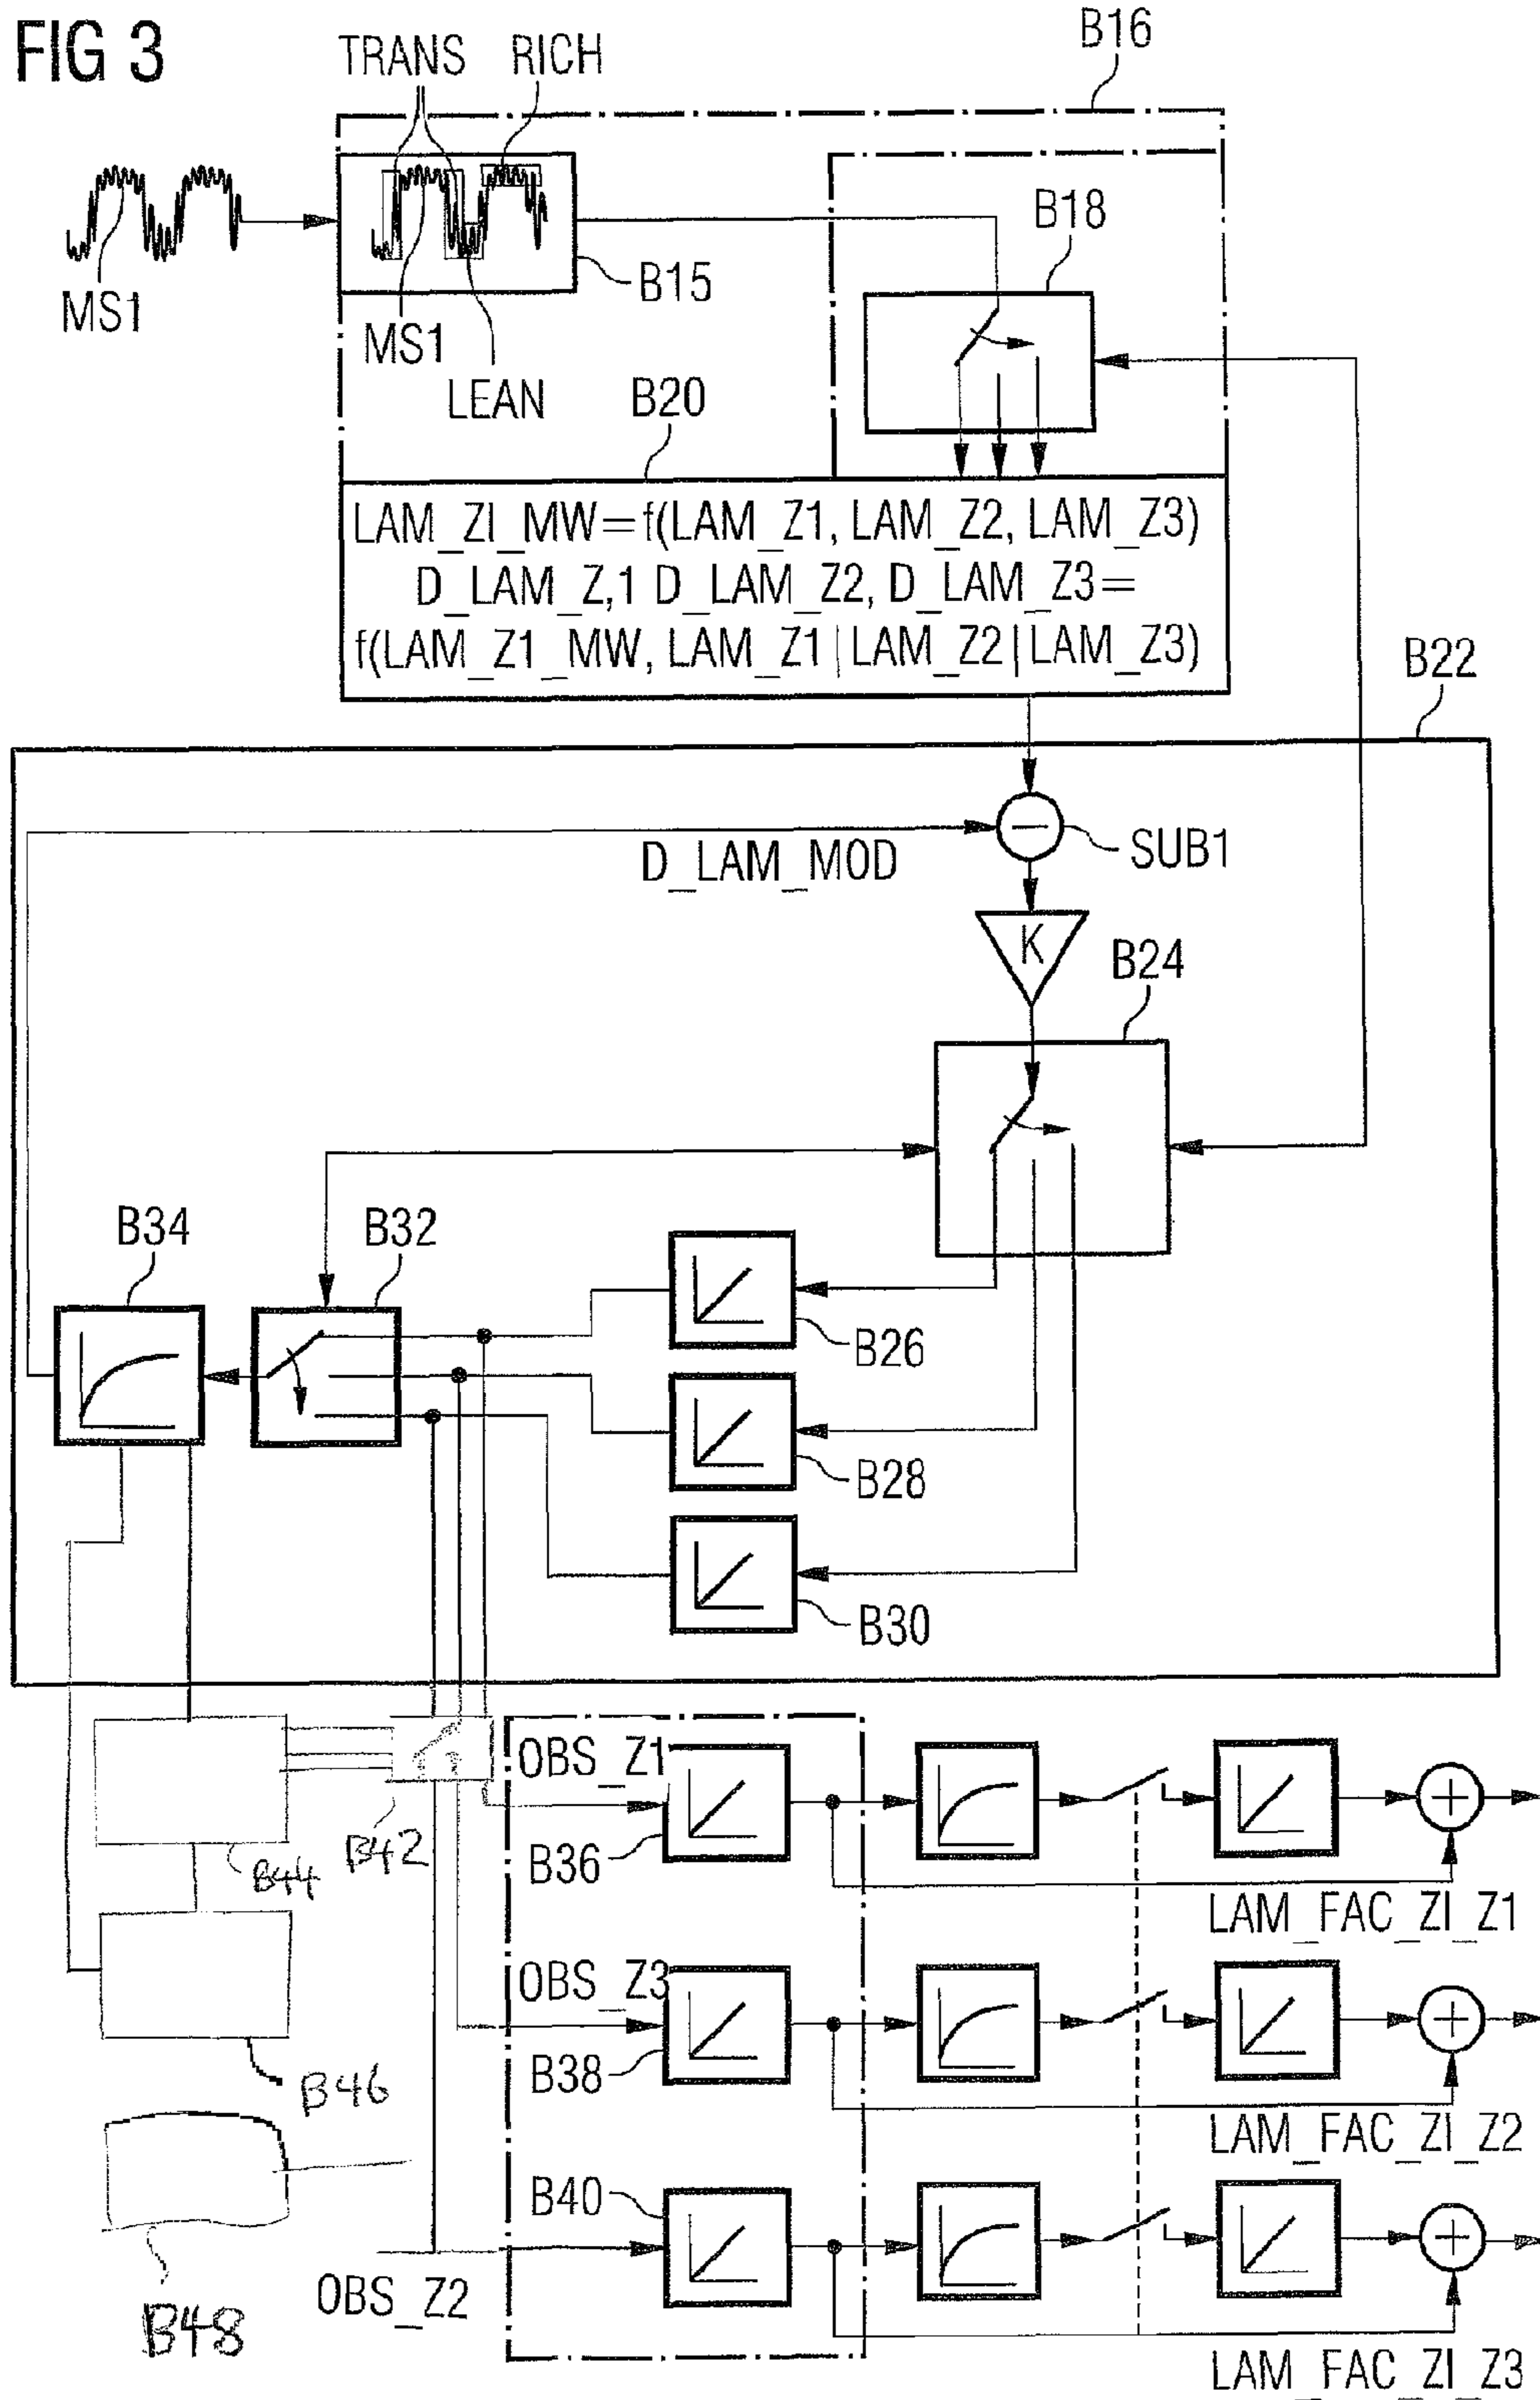 FIG 3
TRANS
RICH
B16
B18
MS1
B15
MS1
LEAN
B20
LAM_ZI_MW=f(LAM_Z1, LAM_Z2, LAM_Z3)
D_LAM_Z,1 D_LAM_Z2, D_LAM_Z3=
f(LAM_Z1_MW, LAM_Z1|LAM_Z2|LAM_Z3)
B22
SUB1
D_LAM_MOD
K
B24
B34
B32
B26
B28
B30
OBS_Z1
B42
B36
B44
LAM_FAC_ZI_Z1
OBS_Z3
B38
B46
LAM_FAC_ZI_Z2
B40
OBS_Z2
B48
LAM_FAC_ZI_Z3